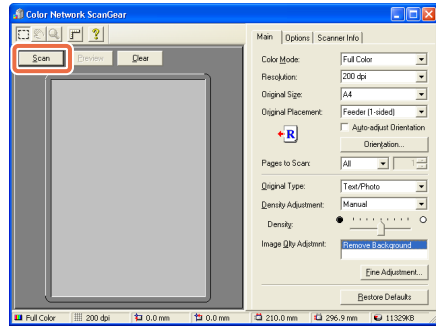 Color Network ScanGear
Scan Preview Clear
Main Options Scanner Info
Color Mode: Full Color
Resolution: 200 dpi
Original Size: A4
Original Placement: Feeder (1-sided)
R Auto-adjust Orientation
Orientation...
Pages to Scan: All 1
Original Type: Text/Photo
Density Adjustment: Manual
Density:
Image Qlty Adjstmnt: Remove Background
Fine Adjustment...
Restore Defaults
Full Color 200 dpi 0.0 mm 0.0 mm 210.0 mm 296.9 mm 11329KB